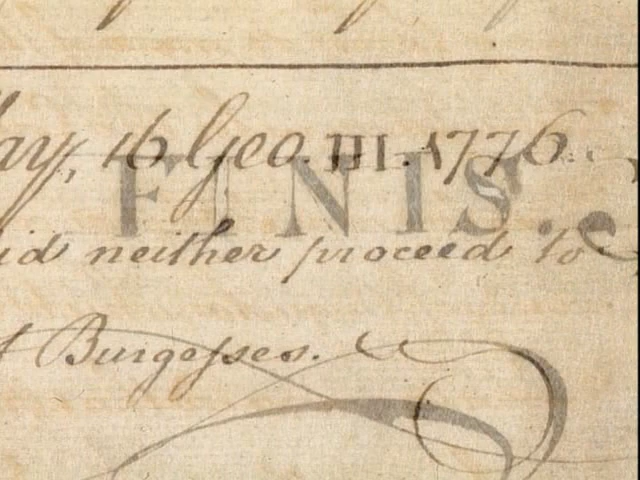 ay, 16 Geo. III. 1776.
FINIS.
id neither proceed to
f Burgesses.